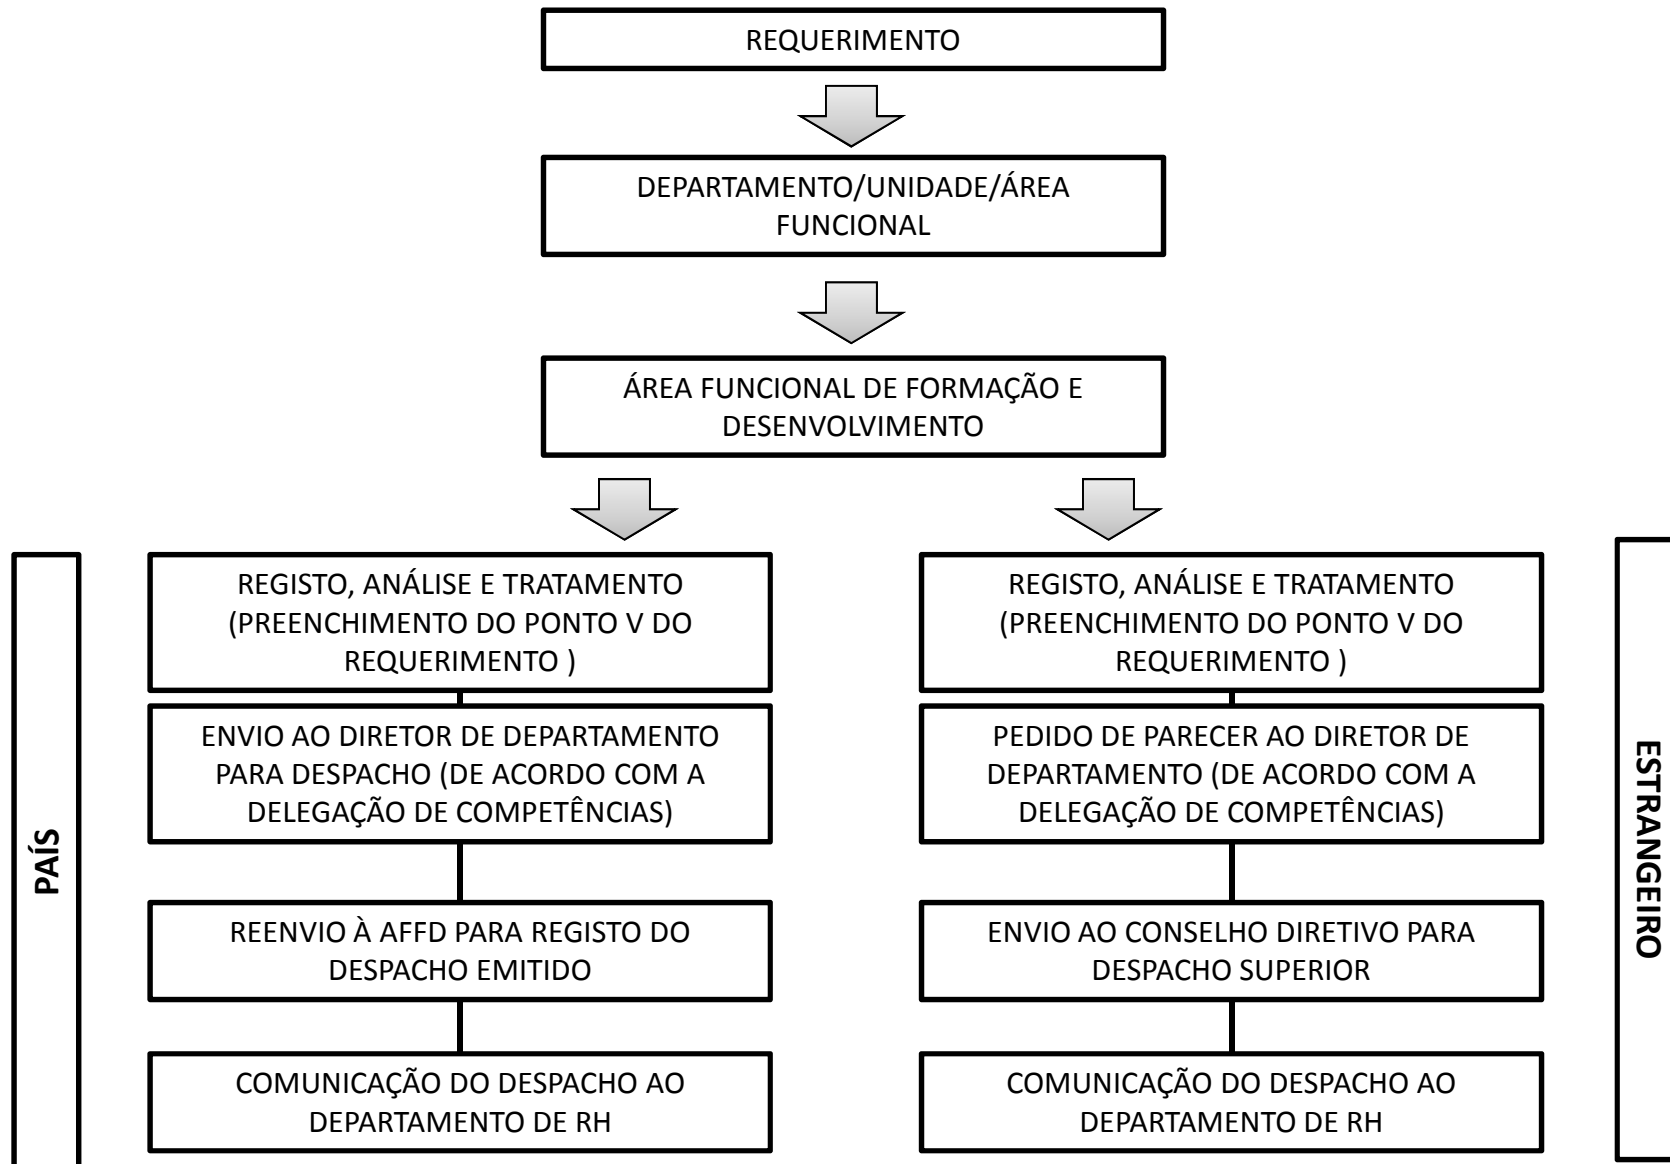 REQUERIMENTO
DEPARTAMENTO/UNIDADE/ÁREA
FUNCIONAL
ÁREA FUNCIONAL DE FORMAÇÃO E
DESENVOLVIMENTO
PAÍS
REGISTO, ANÁLISE E TRATAMENTO
(PREENCHIMENTO DO PONTO V DO
REQUERIMENTO )
ENVIO AO DIRETOR DE DEPARTAMENTO
PARA DESPACHO (DE ACORDO COM A
DELEGAÇÃO DE COMPETÊNCIAS)
REENVIO À AFFD PARA REGISTO DO
DESPACHO EMITIDO
COMUNICAÇÃO DO DESPACHO AO
DEPARTAMENTO DE RH
REGISTO, ANÁLISE E TRATAMENTO
(PREENCHIMENTO DO PONTO V DO
REQUERIMENTO )
PEDIDO DE PARECER AO DIRETOR DE
DEPARTAMENTO (DE ACORDO COM A
DELEGAÇÃO DE COMPETÊNCIAS)
ENVIO AO CONSELHO DIRETIVO PARA
DESPACHO SUPERIOR
COMUNICAÇÃO DO DESPACHO AO
DEPARTAMENTO DE RH
ESTRANGEIRO